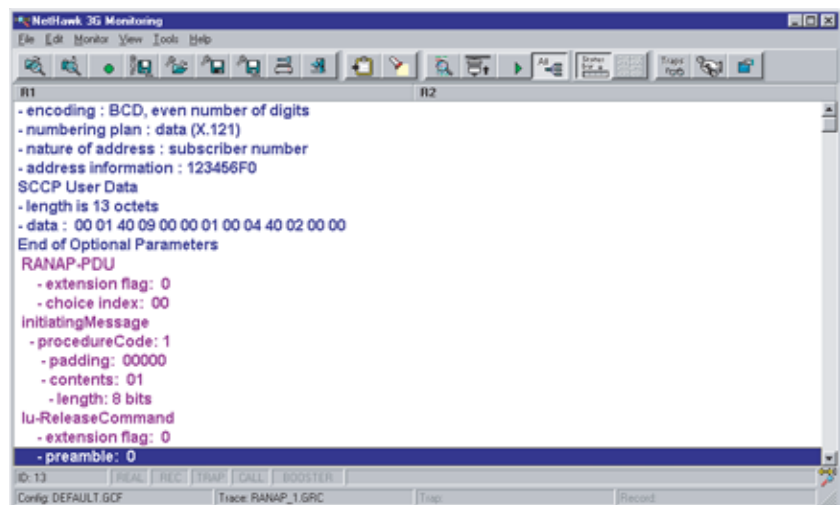 NetHawk 3G Monitoring
File Edit Monitor View Tools Help
All
Status
Traps
R1 R2
- encoding : BCD, even number of digits
- numbering plan : data (X.121)
- nature of address : subscriber number
- address information : 123456F0
SCCP User Data
- length is 13 octets
- data : 00 01 40 09 00 00 01 00 04 40 02 00 00
End of Optional Parameters
RANAP-PDU
- extension flag: 0
- choice index: 00
initiatingMessage
- procedureCode: 1
- padding: 00000
- contents: 01
- length: 8 bits
Iu-ReleaseCommand
- extension flag: 0
- preamble: 0
ID: 13 REAL REC TRAP CALL BOOSTER
Config: DEFAULT.GCF Trace: RANAP_1.GRC Trap: Record: